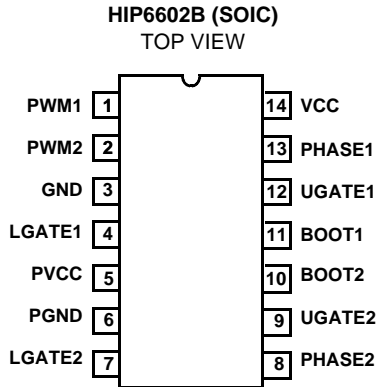 HIP6602B (SOIC)
TOP VIEW
PWM1 1 14 VCC
PWM2 2 13 PHASE1
GND 3 12 UGATE1
LGATE1 4 11 BOOT1
PVCC 5 10 BOOT2
PGND 6 9 UGATE2
LGATE2 7 8 PHASE2